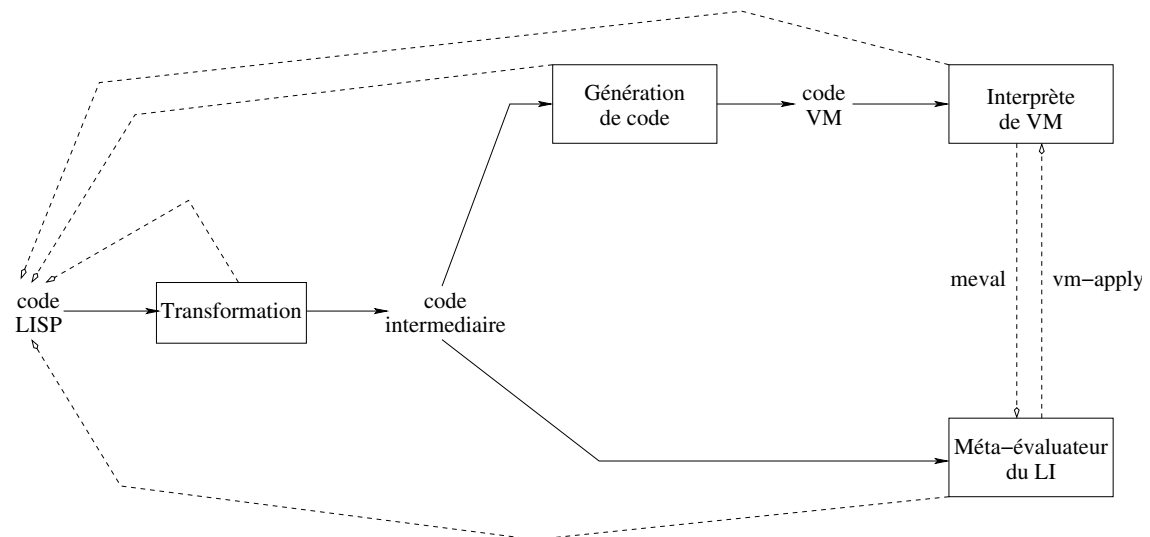 Génération
de code
code
VM
Interprète
de VM
meval
vm-apply
code
LISP
Transformation
code
intermediaire
Méta-évaluateur
du LI